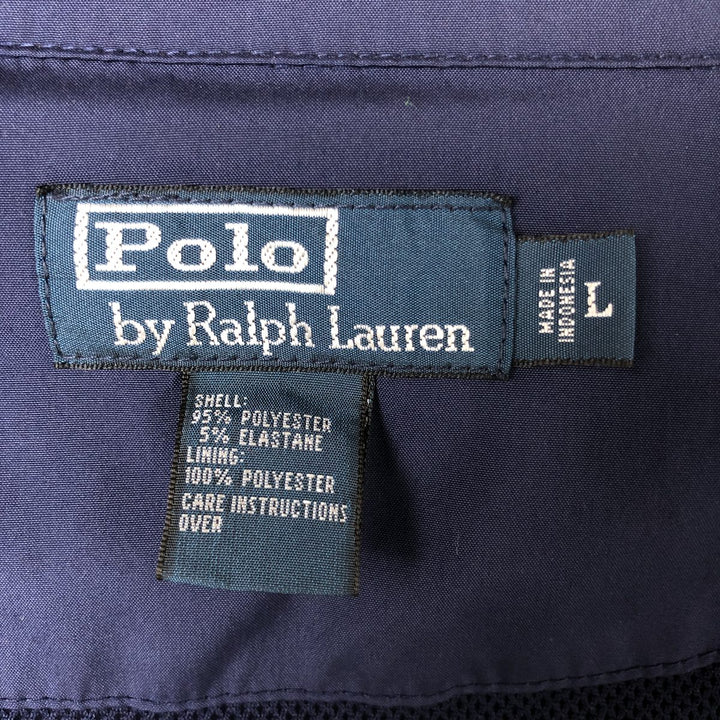 Polo
by Ralph Lauren
MADE IN
INDONESIA
L
SHELL:
95% POLYESTER
5% ELASTANE
LINING:
100% POLYESTER
CARE INSTRUCTIONS
OVER